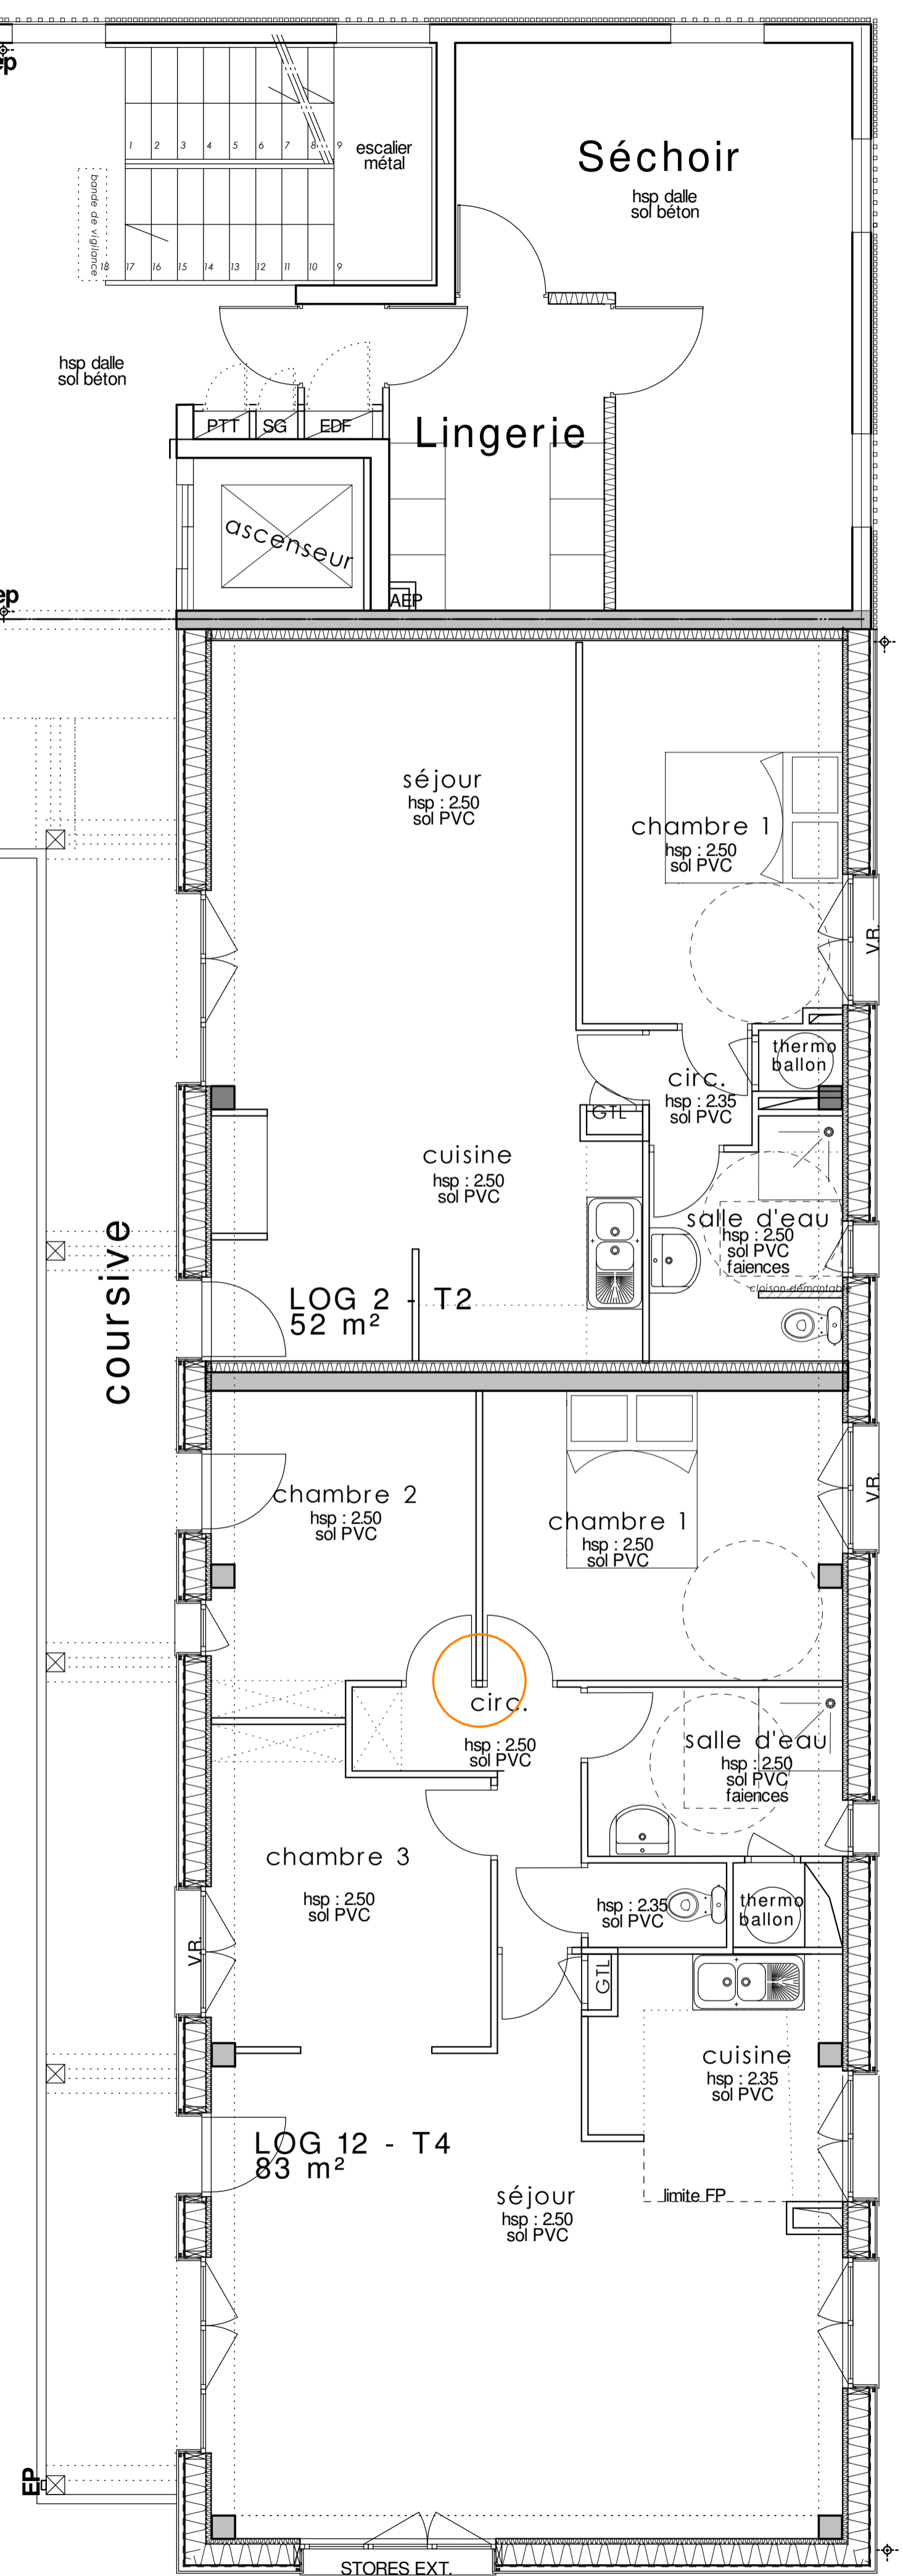 ep
1 2 3 4 5 6 7 8 9
escalier
métal
bande de vigilance
18 17 16 15 14 13 12 11 10 9
Séchoir
hsp dalle
sol béton
hsp dalle
sol béton
PTT SG EDF
Lingerie
ascenseur
AEP
ep
séjour
hsp : 2.50
sol PVC
chambre 1
hsp : 2.50
sol PVC
V.R.
thermo
ballon
circ.
hsp : 2.35
sol PVC
GTL
cuisine
hsp : 2.50
sol PVC
salle d'eau
hsp : 2.50
sol PVC
faiences
cloison démontable
coursive
LOG 2 - T2
52 m²
chambre 2
hsp : 2.50
sol PVC
chambre 1
hsp : 2.50
sol PVC
V.R.
circ.
hsp : 2.50
sol PVC
salle d'eau
hsp : 2.50
sol PVC
faiences
chambre 3
hsp : 2.50
sol PVC
V.R.
hsp : 2.35
sol PVC
thermo
ballon
GTL
cuisine
hsp : 2.35
sol PVC
LOG 12 - T4
83 m²
séjour
hsp : 2.50
sol PVC
limite FP
EP
STORES EXT.